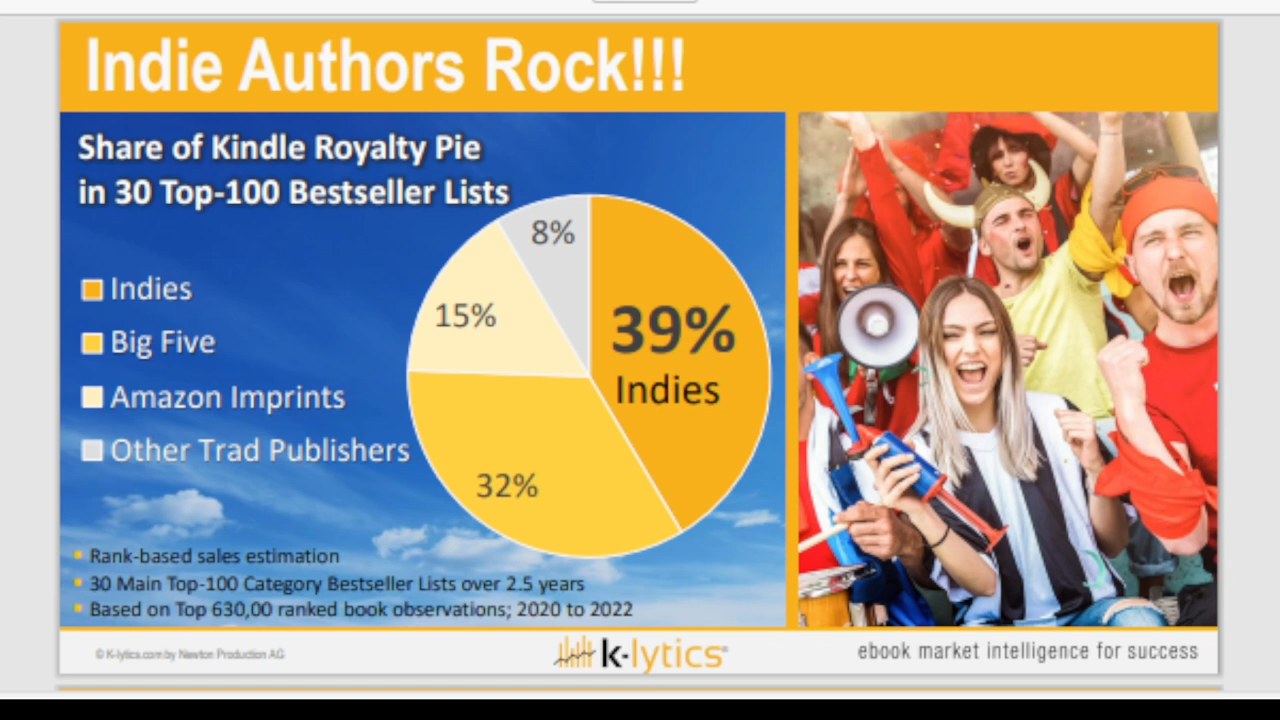 Indie Authors Rock!!!
Share of Kindle Royalty Pie
in 30 Top-100 Bestseller Lists
Indies
Big Five
Amazon Imprints
Other Trad Publishers
8%
15%
39%
Indies
32%
Rank-based sales estimation
30 Main Top-100 Category Bestseller Lists over 2.5 years
Based on Top 630,00 ranked book observations; 2020 to 2022
© K-lytics.com by Newton Production AG
k-lytics®
ebook market intelligence for success